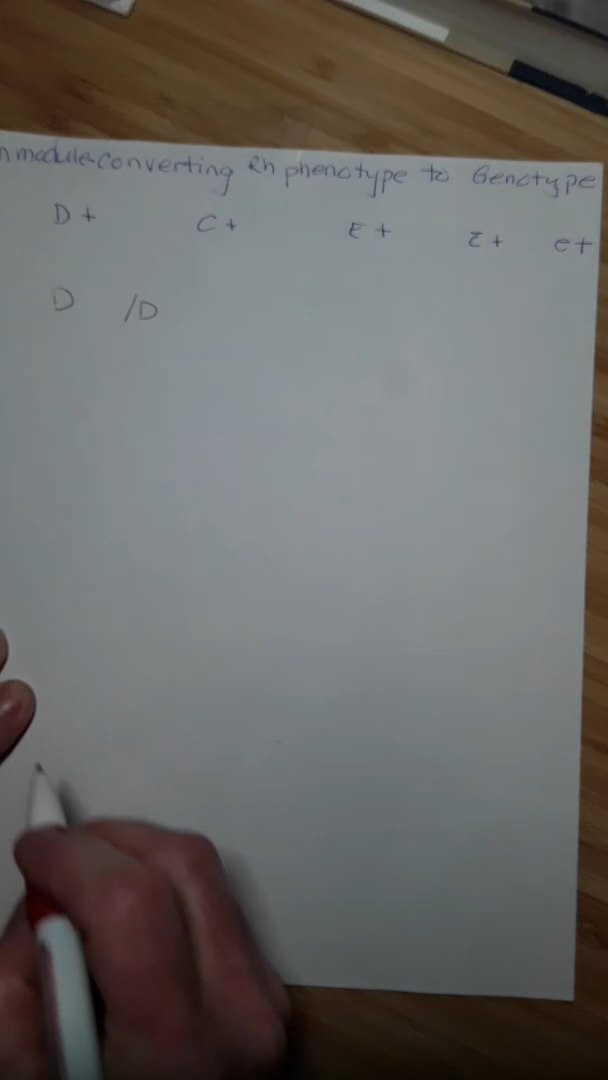 module converting Rh phenotype to Genotype
D + C + E + c̄ + e+
D /D